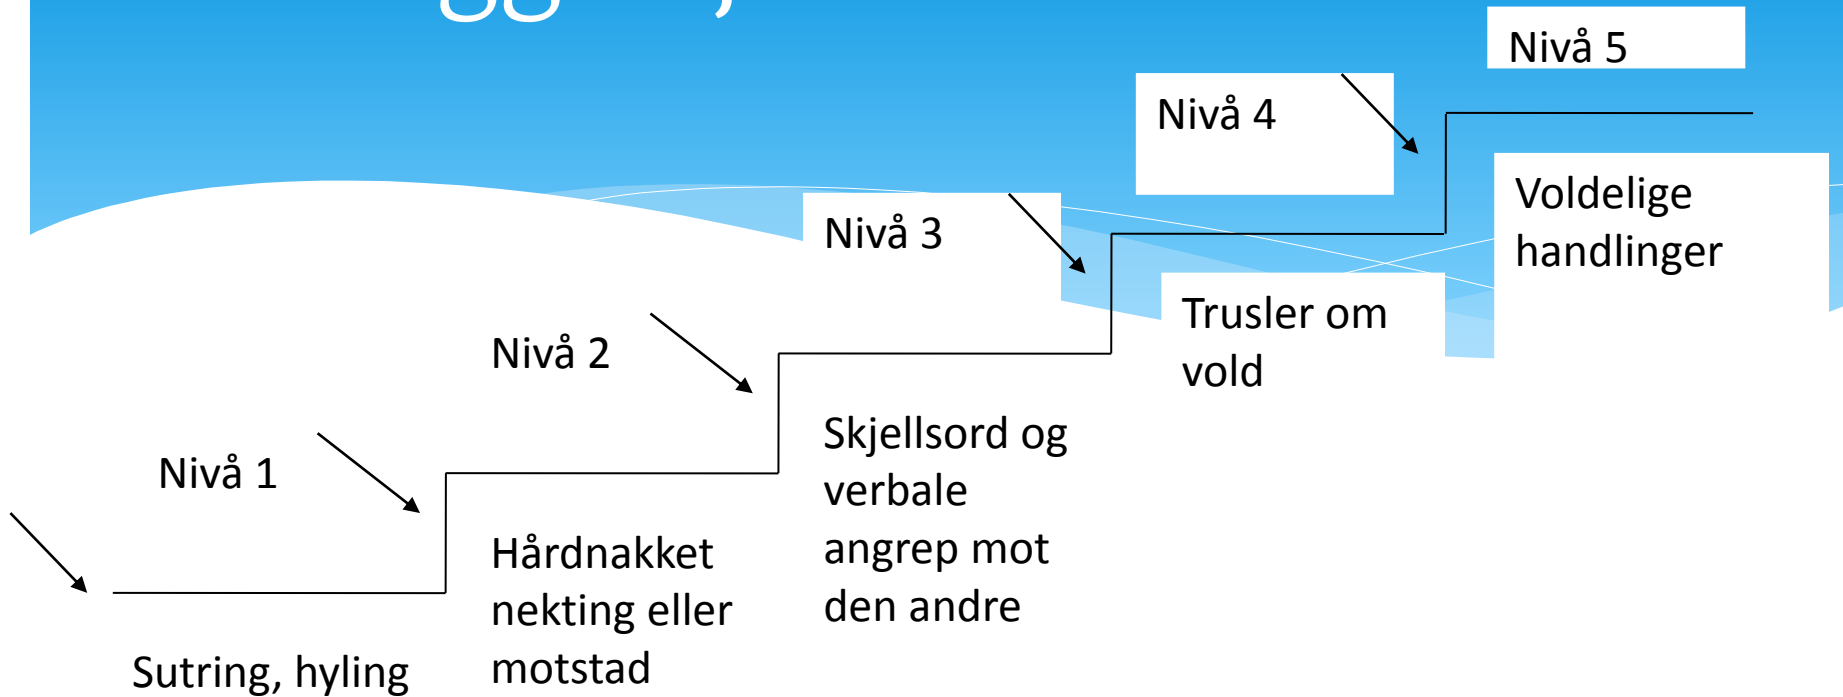 Nivå 5
Nivå 4
Voldelige
handlinger
Nivå 3
Trusler om
vold
Nivå 2
Skjellsord og
verbale
angrep mot
den andre
Nivå 1
Hårdnakket
nekting eller
motstad
Sutring, hyling